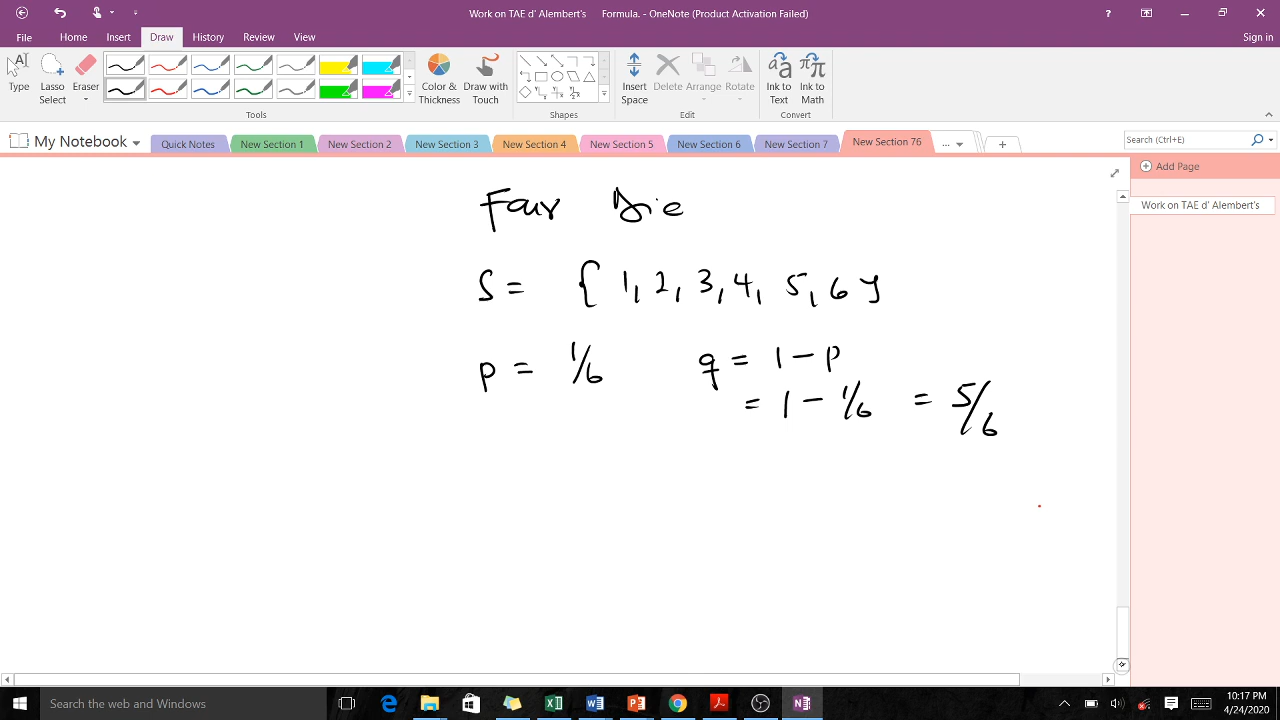 Work on TAE d' Alembert's Formula. - OneNote (Product Activation Failed)
File Home Insert Draw History Review View Sign in
Type Lasso Select Eraser Color & Thickness Draw with Touch Insert Space Delete Arrange Rotate Ink to Text Ink to Math
Tools Shapes Edit Convert
My Notebook Quick Notes New Section 1 New Section 2 New Section 3 New Section 4 New Section 5 New Section 6 New Section 7 New Section 76 ... Search (Ctrl+E)
Add Page
Work on TAE d' Alembert's
Fair Die
S = { 1, 2, 3, 4, 5, 6 }
p = 1/6 q = 1 - p
= 1 - 1/6 = 5/6
Search the web and Windows
10:17 PM
4/24/2020